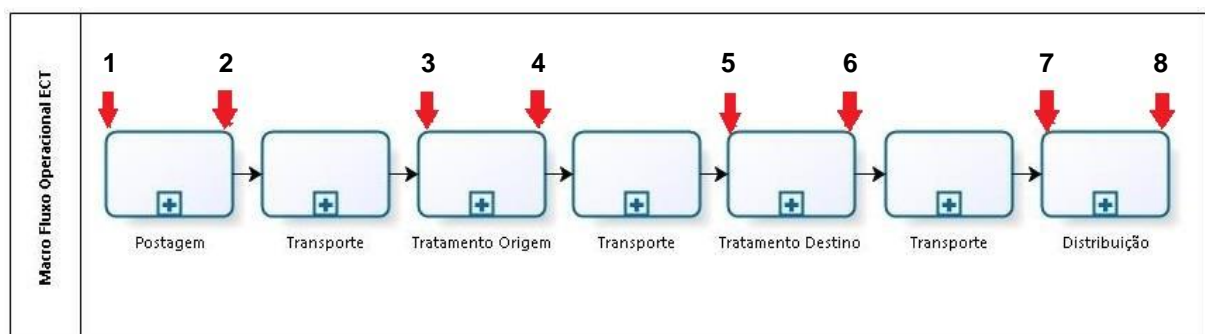 Macro Fluxo Operacional ECT
1 2 3 4 5 6 7 8
Postagem Transporte Tratamento Origem Transporte Tratamento Destino Transporte Distribuição